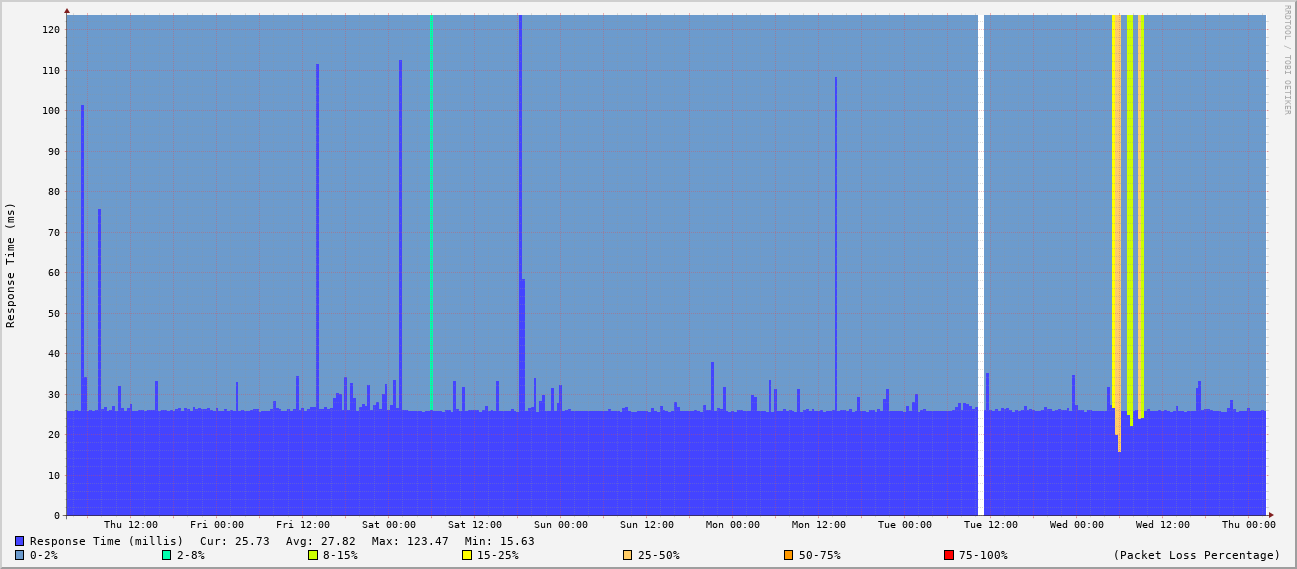 RRDTOOL / TOBI OETIKER
Response Time (ms)
120
110
100
90
80
70
60
50
40
30
20
10
0
Thu 12:00 Fri 00:00 Fri 12:00 Sat 00:00 Sat 12:00 Sun 00:00 Sun 12:00 Mon 00:00 Mon 12:00 Tue 00:00 Tue 12:00 Wed 00:00 Wed 12:00 Thu 00:00
Response Time (millis) Cur: 25.73 Avg: 27.82 Max: 123.47 Min: 15.63
0-2% 2-8% 8-15% 15-25% 25-50% 50-75% 75-100% (Packet Loss Percentage)